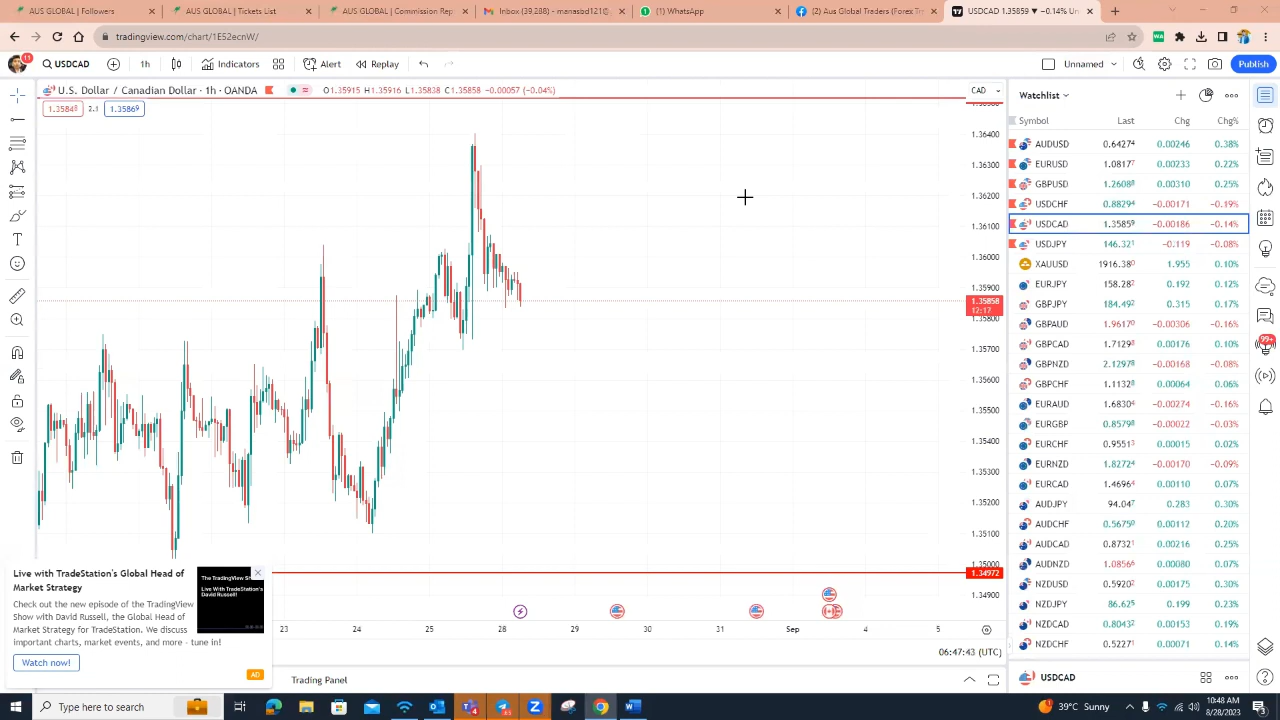 AUS GLOBAL | Forex T
AUS GLOBAL | Forex T
AUS GLOBAL | Commission Rep
Inbox (39,288) - mansisbd121@g
WhatsApp
(2) Aus Global (Forex) Tra
USDCAD 1.35859 ▼ −0.14% Un
tradingview.com/chart/1E52ecnW/
11
USDCAD
1h
Indicators
Alert
Replay
Unnamed
Publish
U.S. Dollar / Canadian Dollar · 1h · OANDA
O1.35915 H1.35916 L1.35838 C1.35858 −0.00057 (−0.04%)
CAD
1.35848
2.1
1.35869
1.36400
1.36300
1.36200
1.36100
1.36000
1.35900
1.35858
12:17
1.35800
1.35700
1.35600
1.35500
1.35400
1.35300
1.35200
1.35100
1.35000
1.34972
1.34900
23
24
25
28
29
30
31
Sep
4
5
06:47:43 (UTC)
Live with TradeStation's Global Head of
Market Strategy
Check out the new episode of the TradingView
Show with David Russell, the Global Head of
Market Strategy for TradeStation. We discuss
important charts, market events, and more - tune in!
Watch now!
The TradingView Show
Live With TradeStation's
David Russell!
AD
Trading Panel
Watchlist
Symbol Last Chg Chg%
AUDUSD 0.64274 0.00246 0.38%
EURUSD 1.08177 0.00233 0.22%
GBPUSD 1.26088 0.00310 0.25%
USDCHF 0.88294 −0.00171 −0.19%
USDCAD 1.35859 −0.00186 −0.14%
USDJPY 146.321 −0.119 −0.08%
XAUUSD 1916.380 1.955 0.10%
EURJPY 158.282 0.192 0.12%
GBPJPY 184.492 0.315 0.17%
GBPAUD 1.96170 −0.00306 −0.16%
GBPCAD 1.71298 0.00176 0.10%
GBPNZD 2.12978 −0.00168 −0.08%
GBPCHF 1.11328 0.00064 0.06%
EURAUD 1.68304 −0.00274 −0.16%
EURGBP 0.85798 −0.00022 −0.03%
EURCHF 0.95513 0.00015 0.02%
EURNZD 1.82724 −0.00170 −0.09%
EURCAD 1.46964 0.00110 0.07%
AUDJPY 94.047 0.283 0.30%
AUDCHF 0.56750 0.00112 0.20%
AUDCAD 0.87321 0.00216 0.25%
AUDNZD 1.08566 0.00080 0.07%
NZDUSD 0.59202 0.00175 0.30%
NZDJPY 86.625 0.199 0.23%
NZDCAD 0.80432 0.00153 0.19%
NZDCHF 0.52271 0.00071 0.14%
USDCAD
99+
Type here to search
39°C Sunny
10:48 AM
8/28/2023